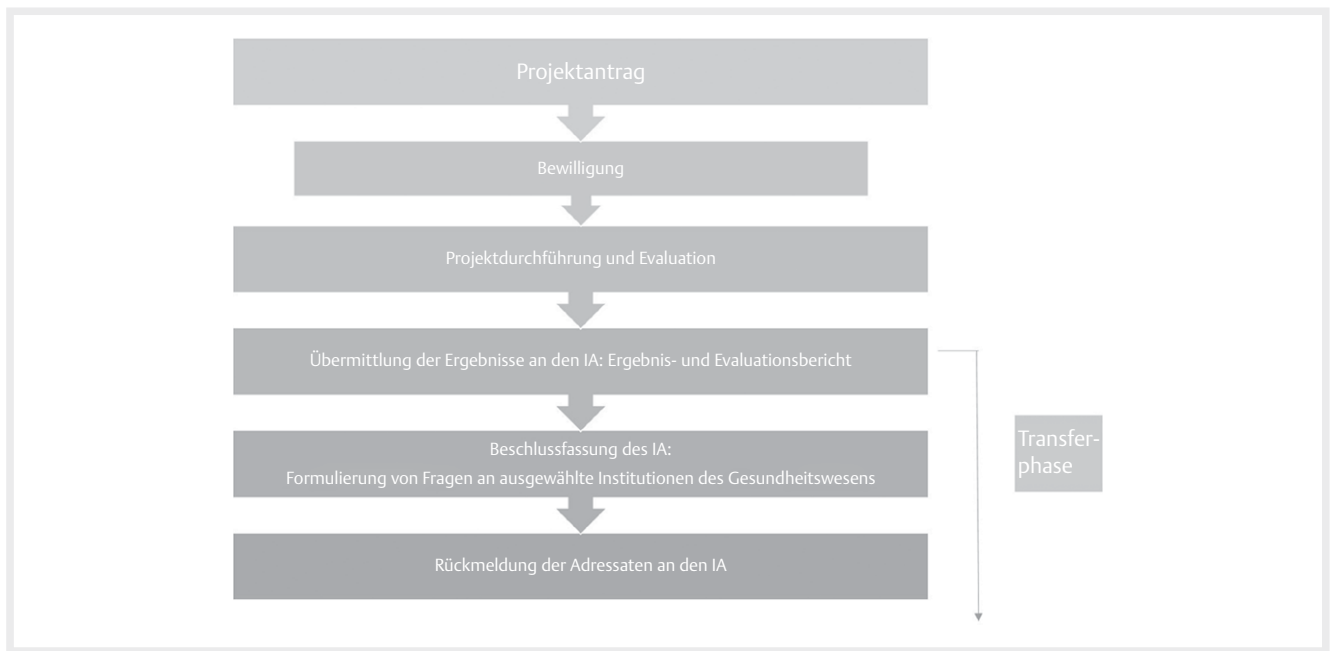 Projektantrag
Bewilligung
Projektdurchführung und Evaluation
Übermittlung der Ergebnisse an den IA: Ergebnis- und Evaluationsbericht
Beschlussfassung des IA:
Formulierung von Fragen an ausgewählte Institutionen des Gesundheitswesens
Rückmeldung der Adressaten an den IA
Transfer-
phase